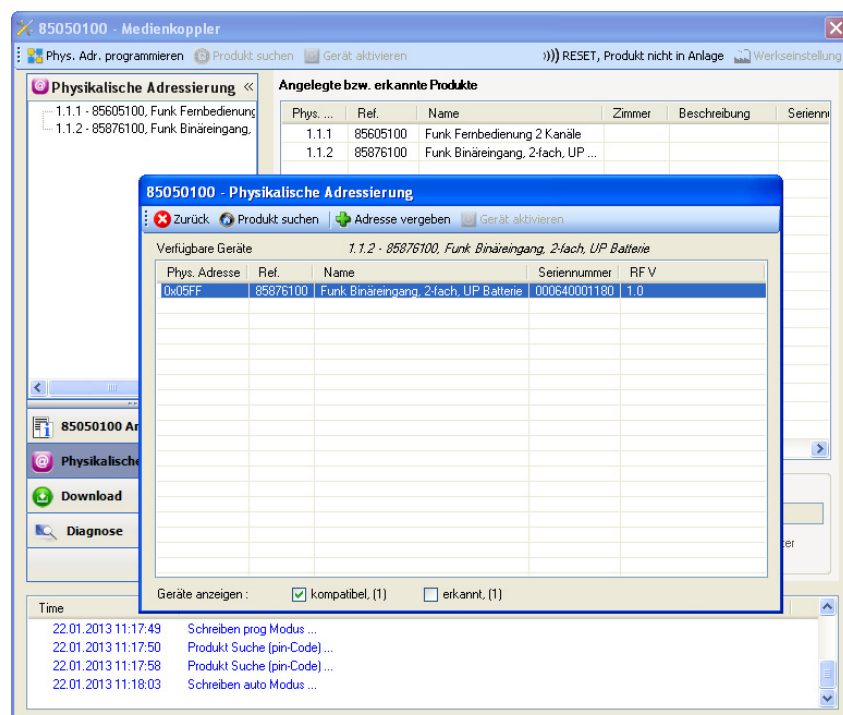 85050100 - Medienkoppler
Phys. Adr. programmieren Produkt suchen Gerät aktivieren ))) RESET, Produkt nicht in Anlage Werkseinstellung
Physikalische Adressierung «
1.1.1 - 85605100, Funk Fernbedienung
1.1.2 - 85876100, Funk Binäreingang,
Angelegte bzw. erkannte Produkte
Phys. ... Ref. Name Zimmer Beschreibung Seriennu
1.1.1 85605100 Funk Fernbedienung 2 Kanäle
1.1.2 85876100 Funk Binäreingang, 2-fach, UP ...
85050100 - Physikalische Adressierung
Zurück Produkt suchen Adresse vergeben Gerät aktivieren
Verfügbare Geräte 1.1.2 - 85876100, Funk Binäreingang, 2-fach, UP Batterie
Phys. Adresse Ref. Name Seriennummer RF V
0x05FF 85876100 Funk Binäreingang, 2-fach, UP Batterie 000640001180 1.0
Geräte anzeigen : kompatibel, (1) erkannt, (1)
85050100 An
Physikalische
Download
Diagnose
ter
Time
22.01.2013 11:17:49 Schreiben prog Modus ...
22.01.2013 11:17:50 Produkt Suche (pin-Code) ...
22.01.2013 11:17:58 Produkt Suche (pin-Code) ...
22.01.2013 11:18:03 Schreiben auto Modus ...